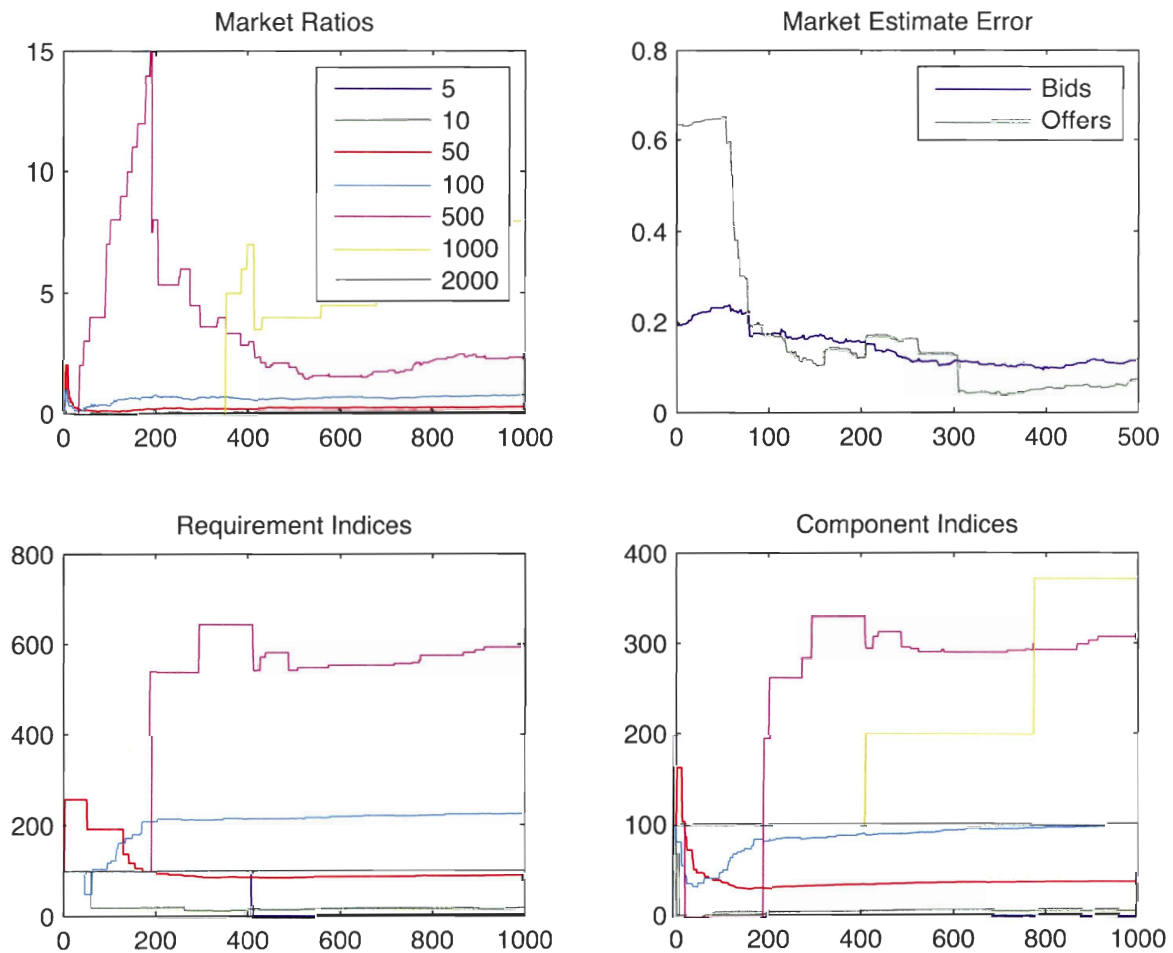 Market Ratios
15
10
5
0
0 200 400 600 800 1000
5
10
50
100
500
1000
2000
Market Estimate Error
0.8
0.6
0.4
0.2
0
0 100 200 300 400 500
Bids
Offers
Requirement Indices
800
600
400
200
0
0 200 400 600 800 1000
Component Indices
400
300
200
100
0
0 200 400 600 800 1000